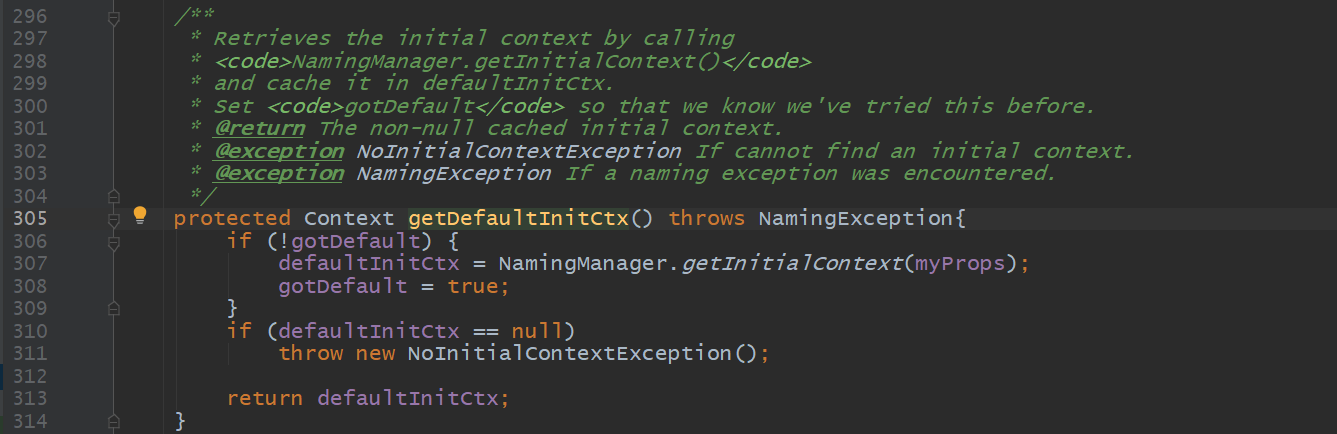 296 /**
297 * Retrieves the initial context by calling
298 * <code>NamingManager.getInitialContext()</code>
299 * and cache it in defaultInitCtx.
300 * Set <code>gotDefault</code> so that we know we've tried this before.
301 * @return The non-null cached initial context.
302 * @exception NoInitialContextException If cannot find an initial context.
303 * @exception NamingException If a naming exception was encountered.
304 */
305 protected Context getDefaultInitCtx() throws NamingException{
306 if (!gotDefault) {
307 defaultInitCtx = NamingManager.getInitialContext(myProps);
308 gotDefault = true;
309 }
310 if (defaultInitCtx == null)
311 throw new NoInitialContextException();
312
313 return defaultInitCtx;
314 }